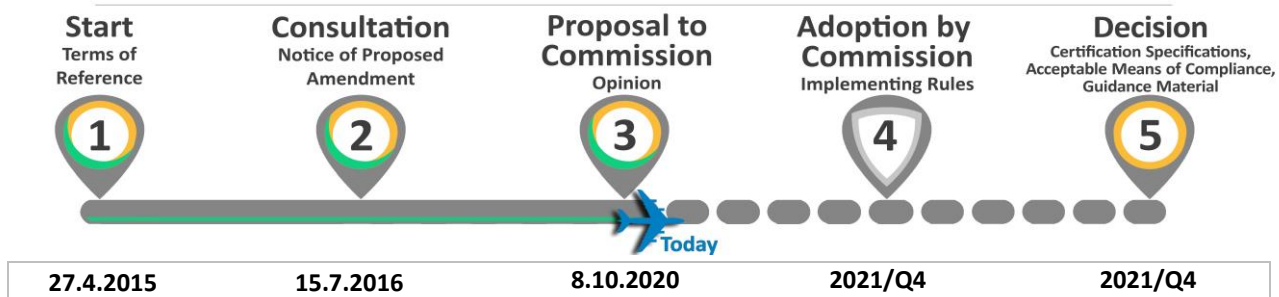 Start
Terms of
Reference
Consultation
Notice of Proposed
Amendment
Proposal to
Commission
Opinion
Adoption by
Commission
Implementing Rules
Decision
Certification Specifications,
Acceptable Means of Compliance,
Guidance Material
1
2
3
4
5
Today
27.4.2015
15.7.2016
8.10.2020
2021/Q4
2021/Q4